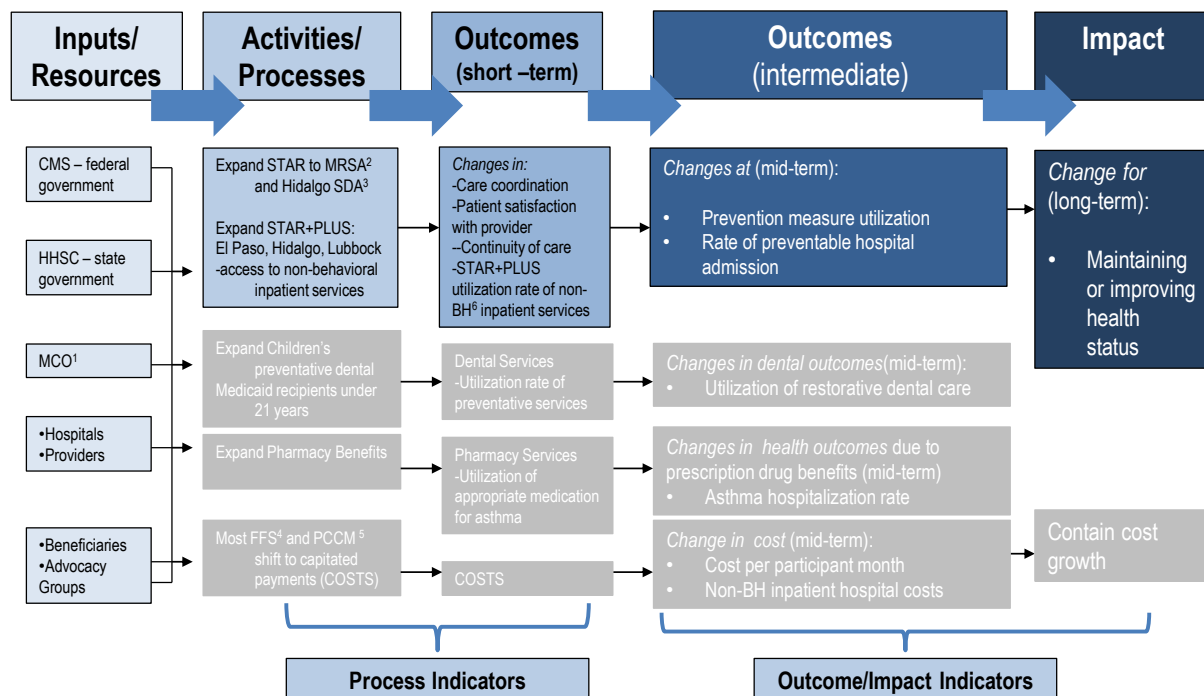 Inputs/
Resources
Activities/
Processes
Outcomes
(short –term)
Outcomes
(intermediate)
Impact
CMS – federal
government
HHSC – state
government
MCO¹
•Hospitals
•Providers
•Beneficiaries
•Advocacy
Groups
Expand STAR to MRSA²
and Hidalgo SDA³
Expand STAR+PLUS:
El Paso, Hidalgo, Lubbock
-access to non-behavioral
inpatient services
Changes in:
-Care coordination
-Patient satisfaction
with provider
--Continuity of care
-STAR+PLUS
utilization rate of non-
BH⁶ inpatient services
Changes at (mid-term):
• Prevention measure utilization
• Rate of preventable hospital
admission
Change for
(long-term):
• Maintaining
or improving
health
status
Expand Children's
preventative dental
Medicaid recipients under
21 years
Dental Services
-Utilization rate of
preventative services
Changes in dental outcomes(mid-term):
• Utilization of restorative dental care
Expand Pharmacy Benefits
Pharmacy Services
-Utilization of
appropriate medication
for asthma
Changes in health outcomes due to
prescription drug benefits (mid-term)
• Asthma hospitalization rate
Most FFS⁴ and PCCM ⁵
shift to capitated
payments (COSTS)
COSTS
Change in cost (mid-term):
• Cost per participant month
• Non-BH inpatient hospital costs
Contain cost
growth
Process Indicators
Outcome/Impact Indicators